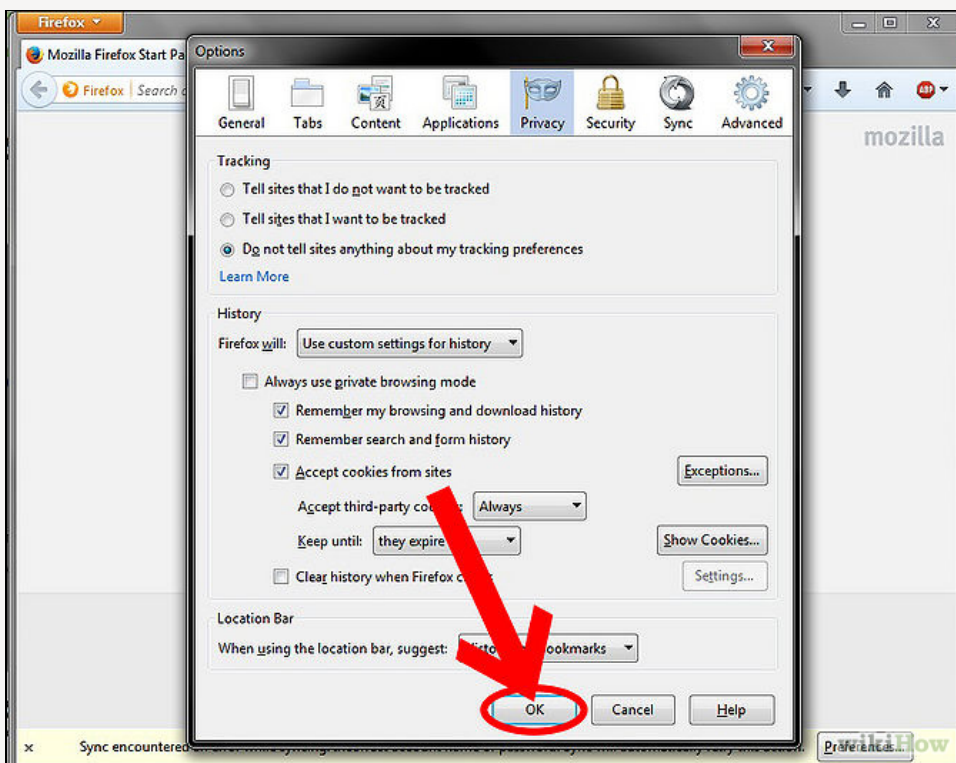 Firefox
Mozilla Firefox Start Pa
Firefox Search
ABP
mozilla
Options
General Tabs Content Applications Privacy Security Sync Advanced
Tracking
Tell sites that I do not want to be tracked
Tell sites that I want to be tracked
Do not tell sites anything about my tracking preferences
Learn More
History
Firefox will: Use custom settings for history
Always use private browsing mode
Remember my browsing and download history
Remember search and form history
Accept cookies from sites Exceptions...
Accept third-party Always
Keep until: they expire Show Cookies...
Clear history when Firefox Settings...
Location Bar
When using the location bar, suggest: ookmarks
OK Cancel Help
x Sync encountered Preferences...
wikiHow